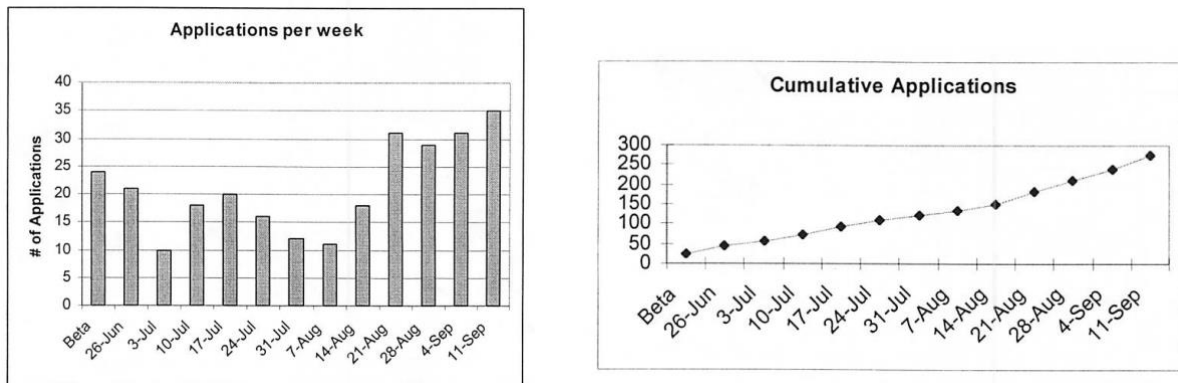 Applications per week
40
35
30
25
20
15
10
5
0
# of Applications
Beta
26-Jun
3-Jul
10-Jul
17-Jul
24-Jul
31-Jul
7-Aug
14-Aug
21-Aug
28-Aug
4-Sep
11-Sep
Cumulative Applications
300
250
200
150
100
50
0
Beta
26-Jun
3-Jul
10-Jul
17-Jul
24-Jul
31-Jul
7-Aug
14-Aug
21-Aug
28-Aug
4-Sep
11-Sep